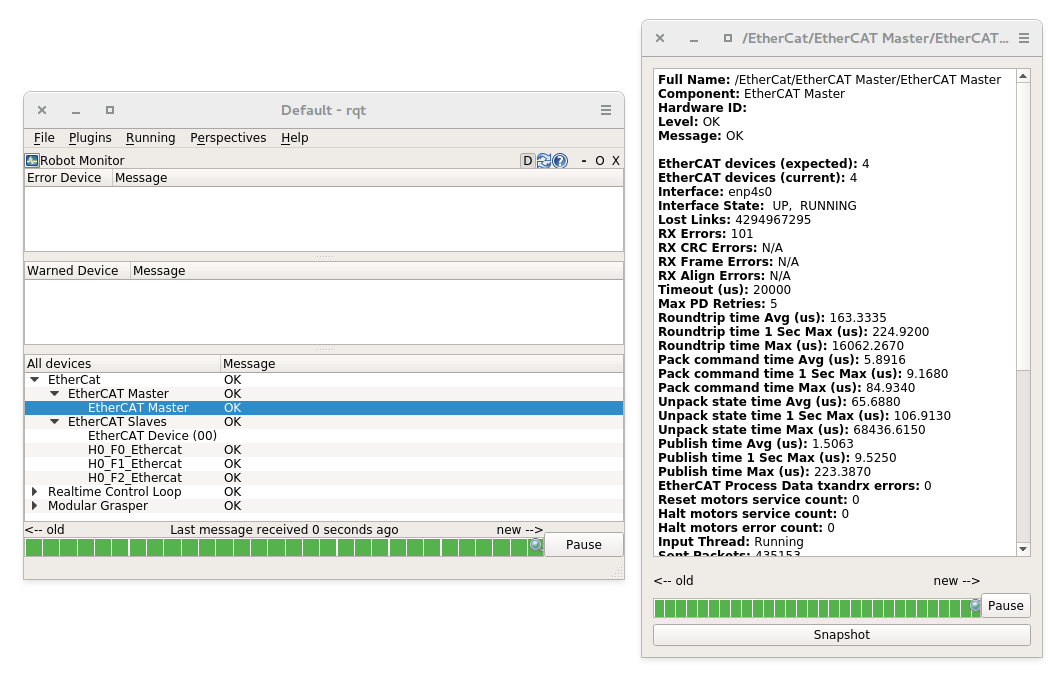 Default - rqt
File Plugins Running Perspectives Help
Robot Monitor D ? - O X
Error Device Message
Warned Device Message
All devices Message
EtherCat OK
EtherCAT Master OK
EtherCAT Master OK
EtherCAT Slaves OK
EtherCAT Device (00)
H0_F0_Ethercat OK
H0_F1_Ethercat OK
H0_F2_Ethercat OK
Realtime Control Loop OK
Modular Grasper OK
<-- old Last message received 0 seconds ago new -->
Pause
/EtherCat/EtherCAT Master/EtherCAT...
Full Name: /EtherCat/EtherCAT Master/EtherCAT Master
Component: EtherCAT Master
Hardware ID:
Level: OK
Message: OK
EtherCAT devices (expected): 4
EtherCAT devices (current): 4
Interface: enp4s0
Interface State: UP, RUNNING
Lost Links: 4294967295
RX Errors: 101
RX CRC Errors: N/A
RX Frame Errors: N/A
RX Align Errors: N/A
Timeout (us): 20000
Max PD Retries: 5
Roundtrip time Avg (us): 163.3335
Roundtrip time 1 Sec Max (us): 224.9200
Roundtrip time Max (us): 16062.2670
Pack command time Avg (us): 5.8916
Pack command time 1 Sec Max (us): 9.1680
Pack command time Max (us): 84.9340
Unpack state time Avg (us): 65.6880
Unpack state time 1 Sec Max (us): 106.9130
Unpack state time Max (us): 68436.6150
Publish time Avg (us): 1.5063
Publish time 1 Sec Max (us): 9.5250
Publish time Max (us): 223.3870
EtherCAT Process Data txandrx errors: 0
Reset motors service count: 0
Halt motors service count: 0
Halt motors error count: 0
Input Thread: Running
Sent Packets: 435153
<-- old new -->
Pause
Snapshot